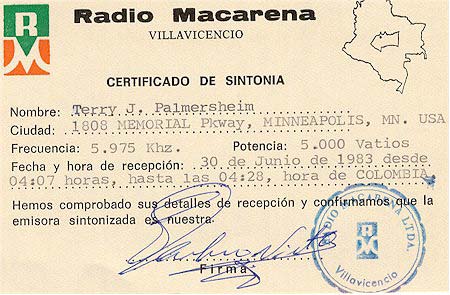 R
M
Radio Macarena
VILLAVICENCIO
CERTIFICADO DE SINTONIA
Nombre: Terry J. Palmersheim
Ciudad: 1808 MEMORIAL Pkway, MINNEAPOLIS, MN. USA
Frecuencia: 5.975 Khz. Potencia: 5.000 Vatios
Fecha y hora de recepción: 30 de Junio de 1983 desde
04:07 horas, hasta las 04:28, hora de COLOMBIA
Hemos comprobado sus detalles de recepción y confirmamos que la
emisora sintonizada es nuestra.
Firma
RADIO MACARENA LTDA.
RM
Villavicencio